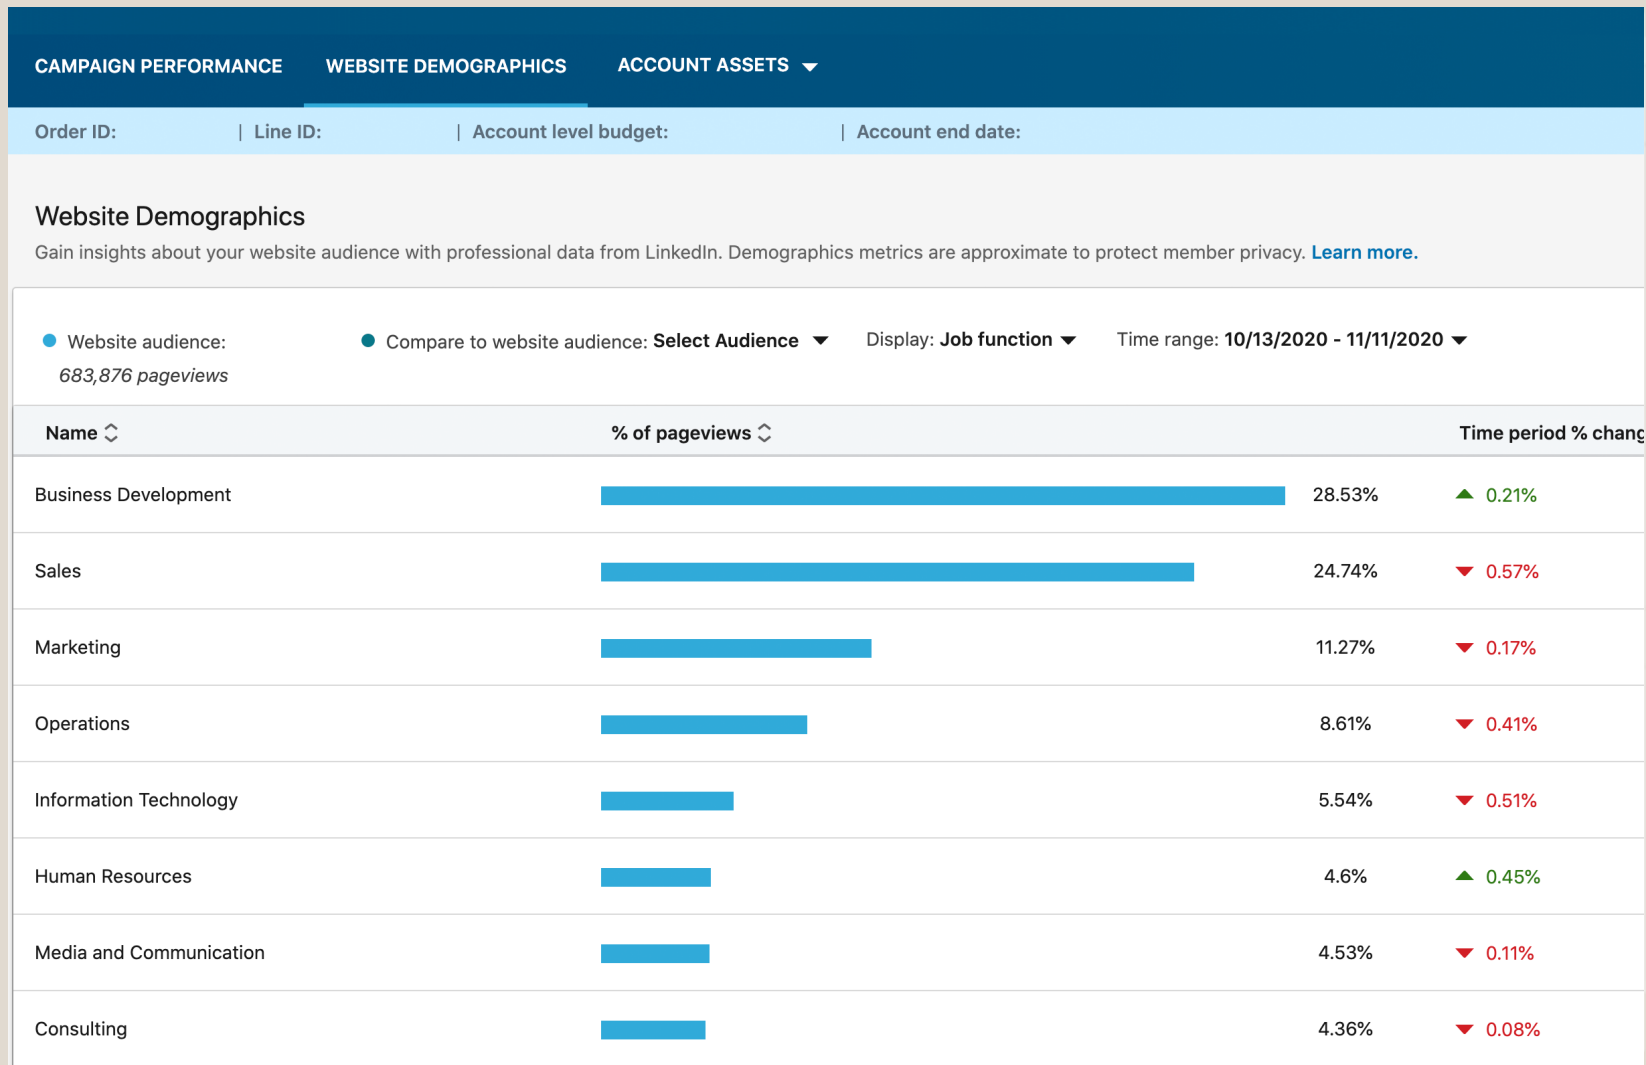 CAMPAIGN PERFORMANCE WEBSITE DEMOGRAPHICS ACCOUNT ASSETS
Order ID: | Line ID: | Account level budget: | Account end date:
Website Demographics
Gain insights about your website audience with professional data from LinkedIn. Demographics metrics are approximate to protect member privacy. Learn more.
Website audience: Compare to website audience: Select Audience Display: Job function Time range: 10/13/2020 - 11/11/2020
683,876 pageviews
Name % of pageviews Time period % chang
Business Development 28.53% 0.21%
Sales 24.74% 0.57%
Marketing 11.27% 0.17%
Operations 8.61% 0.41%
Information Technology 5.54% 0.51%
Human Resources 4.6% 0.45%
Media and Communication 4.53% 0.11%
Consulting 4.36% 0.08%